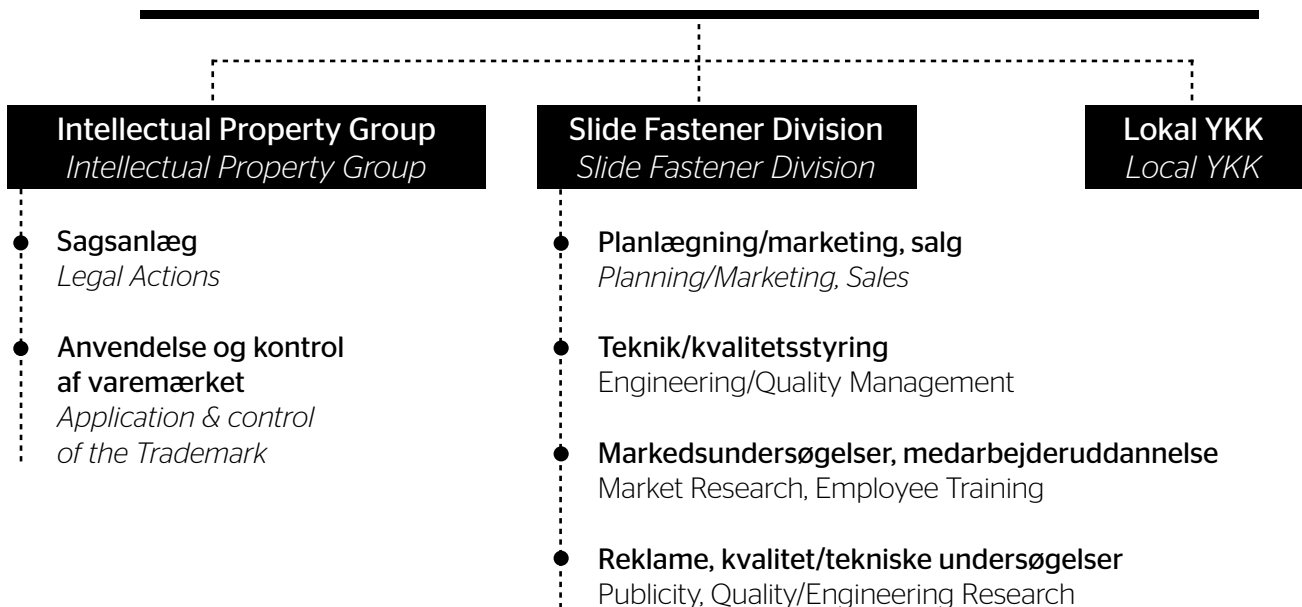 Intellectual Property Group
Intellectual Property Group
Sagsanlæg
Legal Actions
Anvendelse og kontrol
af varemærket
Application & control
of the Trademark
Slide Fastener Division
Slide Fastener Division
Planlægning/marketing, salg
Planning/Marketing, Sales
Teknik/kvalitetsstyring
Engineering/Quality Management
Markedsundersøgelser, medarbejderuddannelse
Market Research, Employee Training
Reklame, kvalitet/tekniske undersøgelser
Publicity, Quality/Engineering Research
Lokal YKK
Local YKK